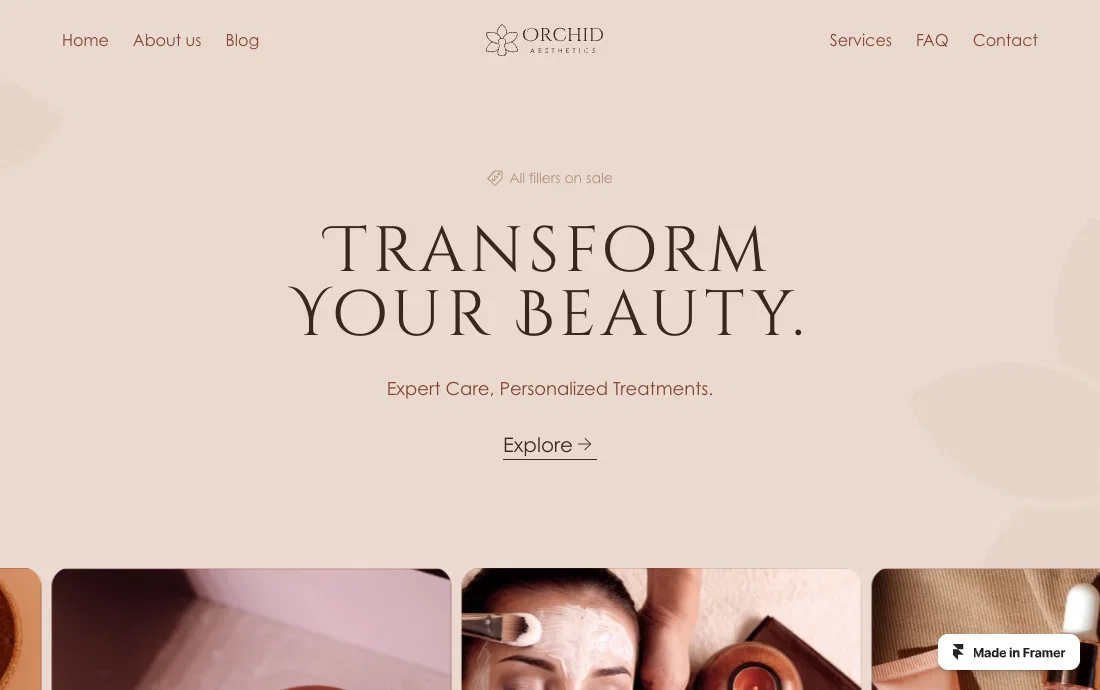 Home About us Blog
ORCHID
AESTHETICS
Services FAQ Contact
All fillers on sale
TRANSFORM
YOUR BEAUTY.
Expert Care, Personalized Treatments.
Explore →
Made in Framer